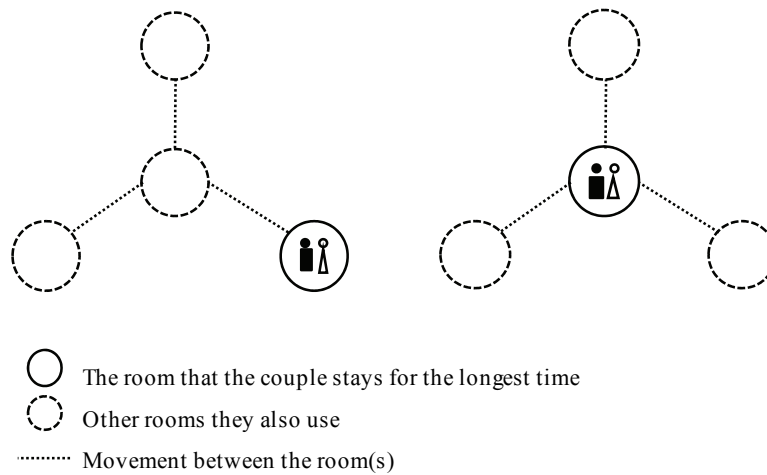 The room that the couple stays for the longest time
Other rooms they also use
Movement between the room(s)